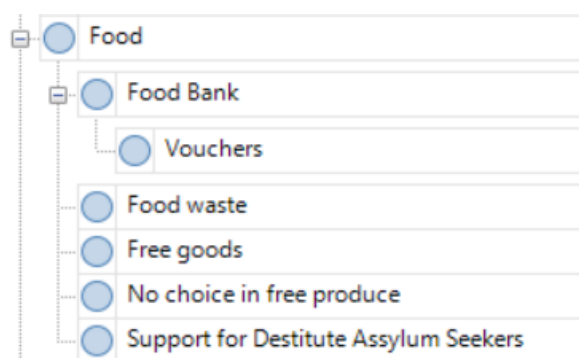 Food
Food Bank
Vouchers
Food waste
Free goods
No choice in free produce
Support for Destitute Assylum Seekers